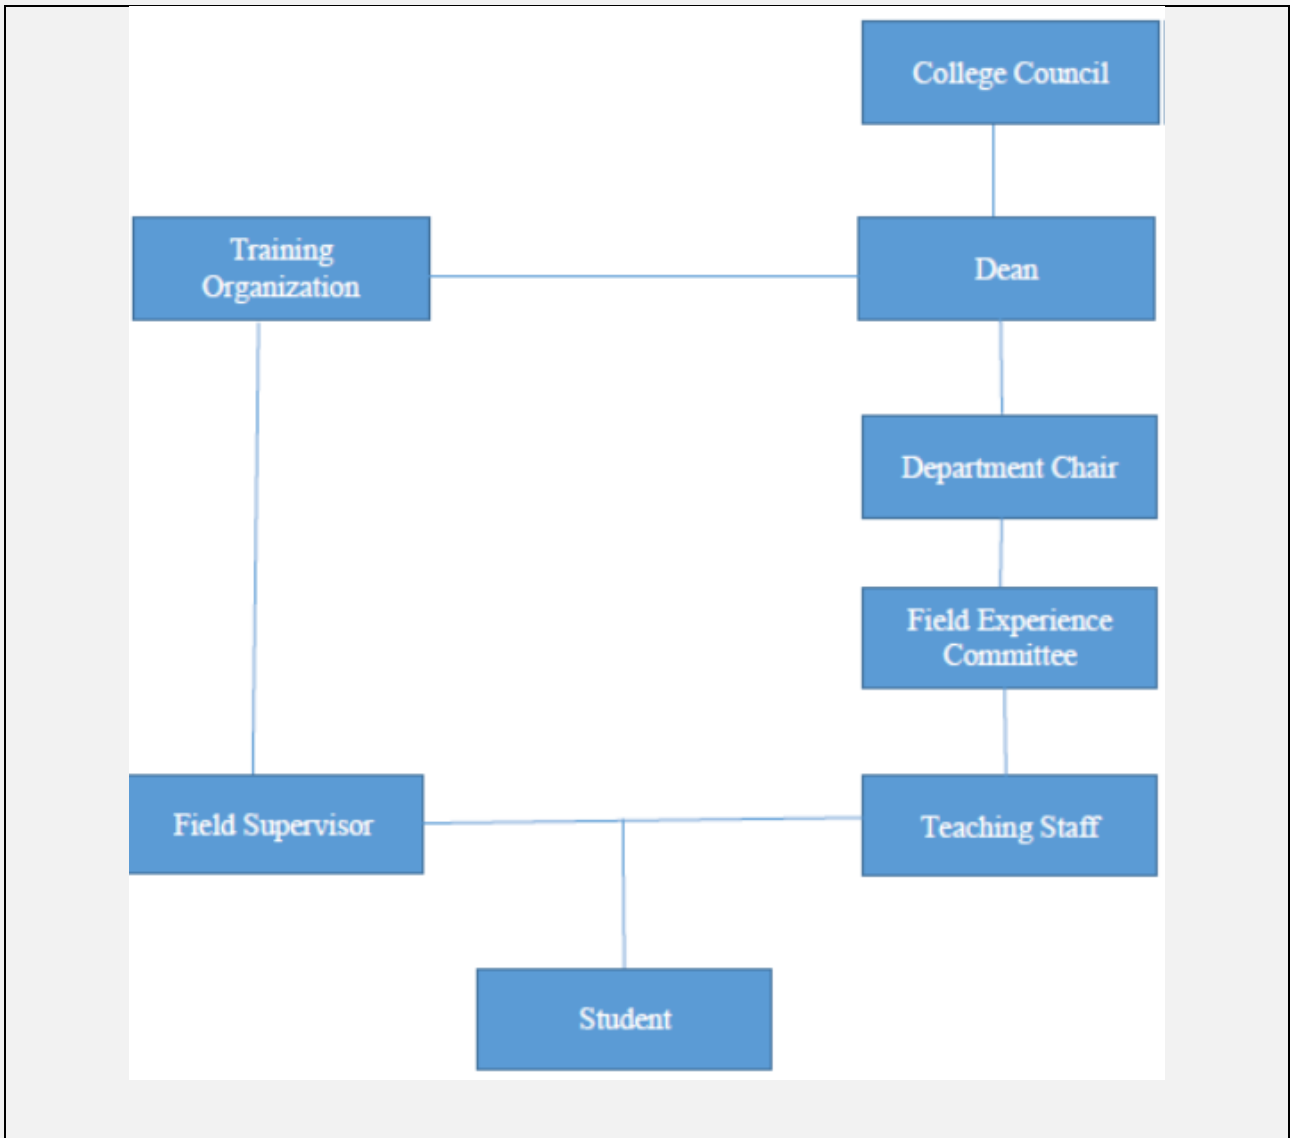 College Council
Training
Organization
Dean
Department Chair
Field Experience
Committee
Field Supervisor
Teaching Staff
Student